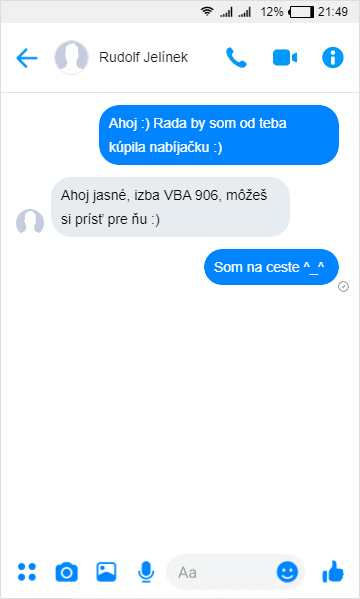 12% 21:49
Rudolf Jelínek
Ahoj :) Rada by som od teba
kúpila nabíjačku :)
Ahoj jasné, izba VBA 906, môžeš
si prísť pre ňu :)
Som na ceste ^_^
Aa